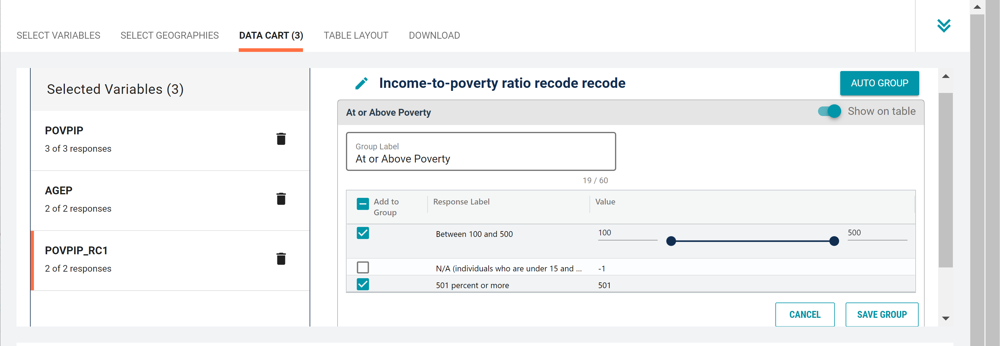 SELECT VARIABLES SELECT GEOGRAPHIES DATA CART (3) TABLE LAYOUT DOWNLOAD
Selected Variables (3)
POVPIP
3 of 3 responses
AGEP
2 of 2 responses
POVPIP_RC1
2 of 2 responses
Income-to-poverty ratio recode recode
AUTO GROUP
At or Above Poverty
Show on table
Group Label
At or Above Poverty
19 / 60
Add to
Group
Response Label
Value
Between 100 and 500 100 500
N/A (individuals who are under 15 and ... -1
501 percent or more 501
CANCEL SAVE GROUP